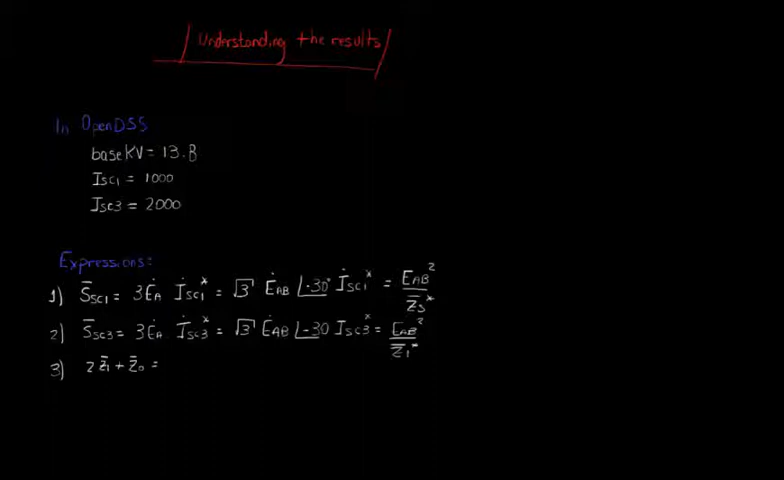 Understanding the results
In OpenDSS
baseKV = 13.8
Isc1 = 1000
Isc3 = 2000
Expressions:
1) S̄sc1 = 3ĖA İsc1* = √3 ĖAB ∠-30° İsc1* = EAB² / Z̄s*
2) S̄sc3 = 3ĖA İsc3* = √3 ĖAB ∠-30 Isc3* = EAB² / Z̄1*
3) 2Z̄1 + Z̄0 =